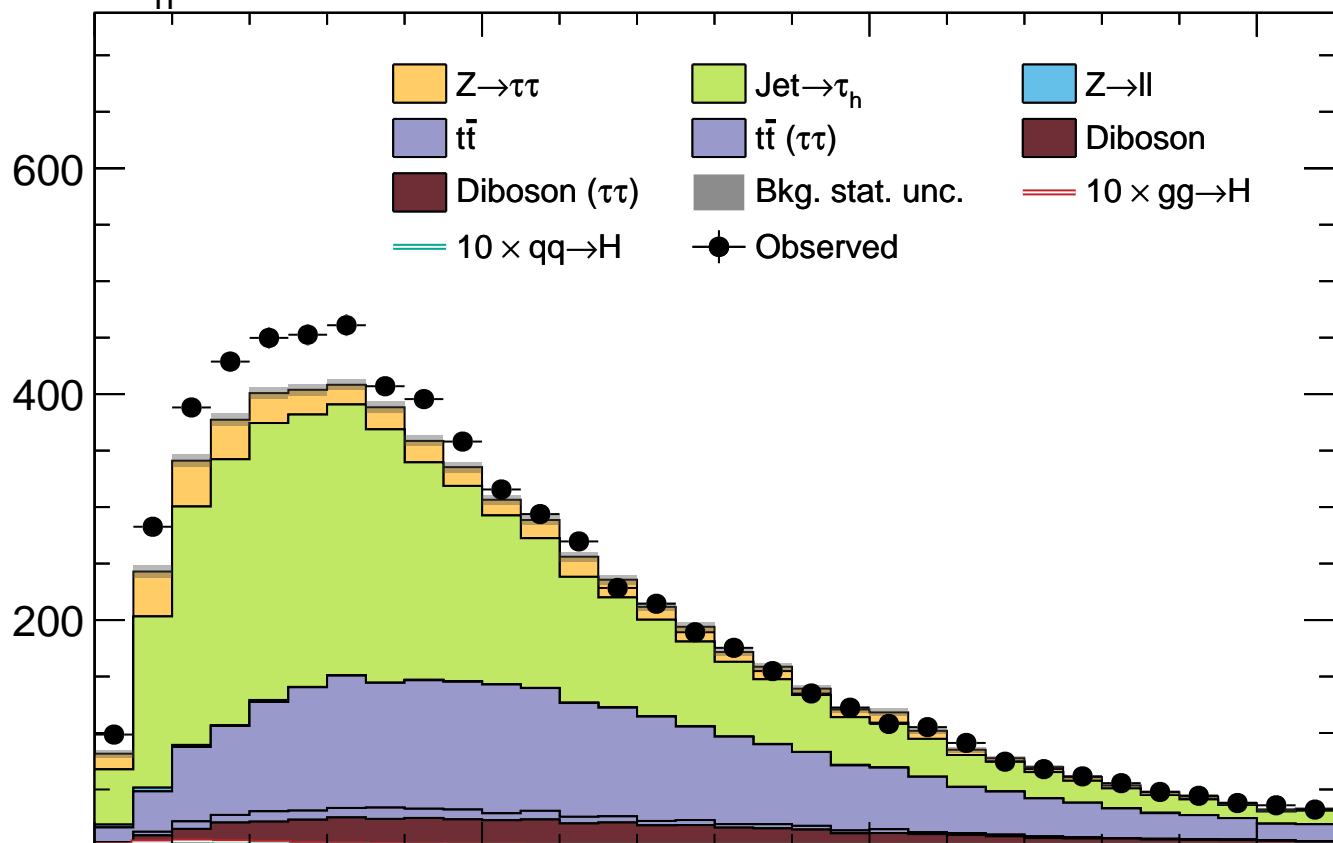 h
Z→ττ Jet→τh Z→ll
tt̄ tt̄ (ττ) Diboson
600
Diboson (ττ) Bkg. stat. unc. 10 × gg→H
10 × qq→H Observed
400
200